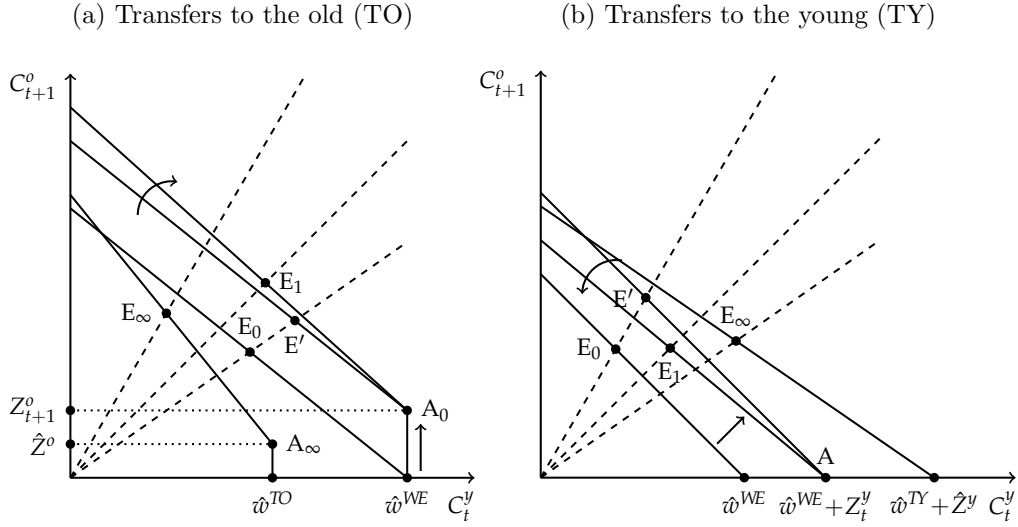 (a) Transfers to the old (TO)
(b) Transfers to the young (TY)
C^o_{t+1}
E_1
E_∞
E_0
E′
Z^o_{t+1}
A_0
Ẑ^o
A_∞
ŵ^{TO}
ŵ^{WE}
C^y_t
C^o_{t+1}
E′
E_∞
E_0
E_1
A
ŵ^{WE}
ŵ^{WE}+Z^y_t
ŵ^{TY}+Ẑ^y
C^y_t